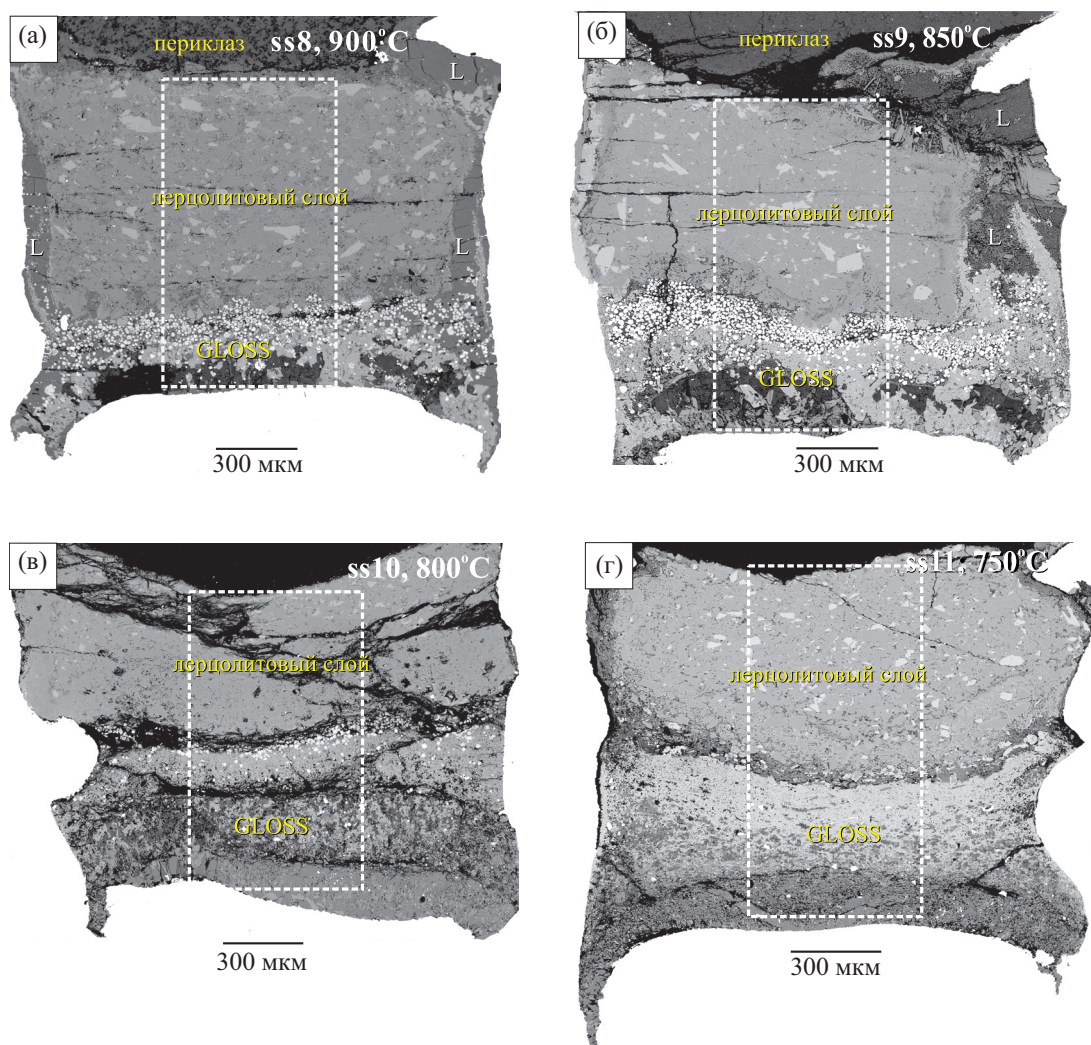 (а)
периклаз
ss8, 900°C
L
лерцолитовый слой
L
L
GLOSS
300 мкм
(б)
периклаз
ss9, 850°C
L
лерцолитовый слой
L
GLOSS
300 мкм
(в)
ss10, 800°C
лерцолитовый слой
GLOSS
300 мкм
(г)
ss11, 750°C
лерцолитовый слой
GLOSS
300 мкм